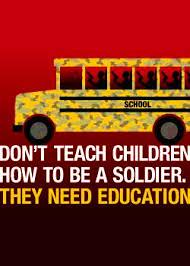 SCHOOL
DON'T TEACH CHILDREN
HOW TO BE A SOLDIER.
THEY NEED EDUCATION